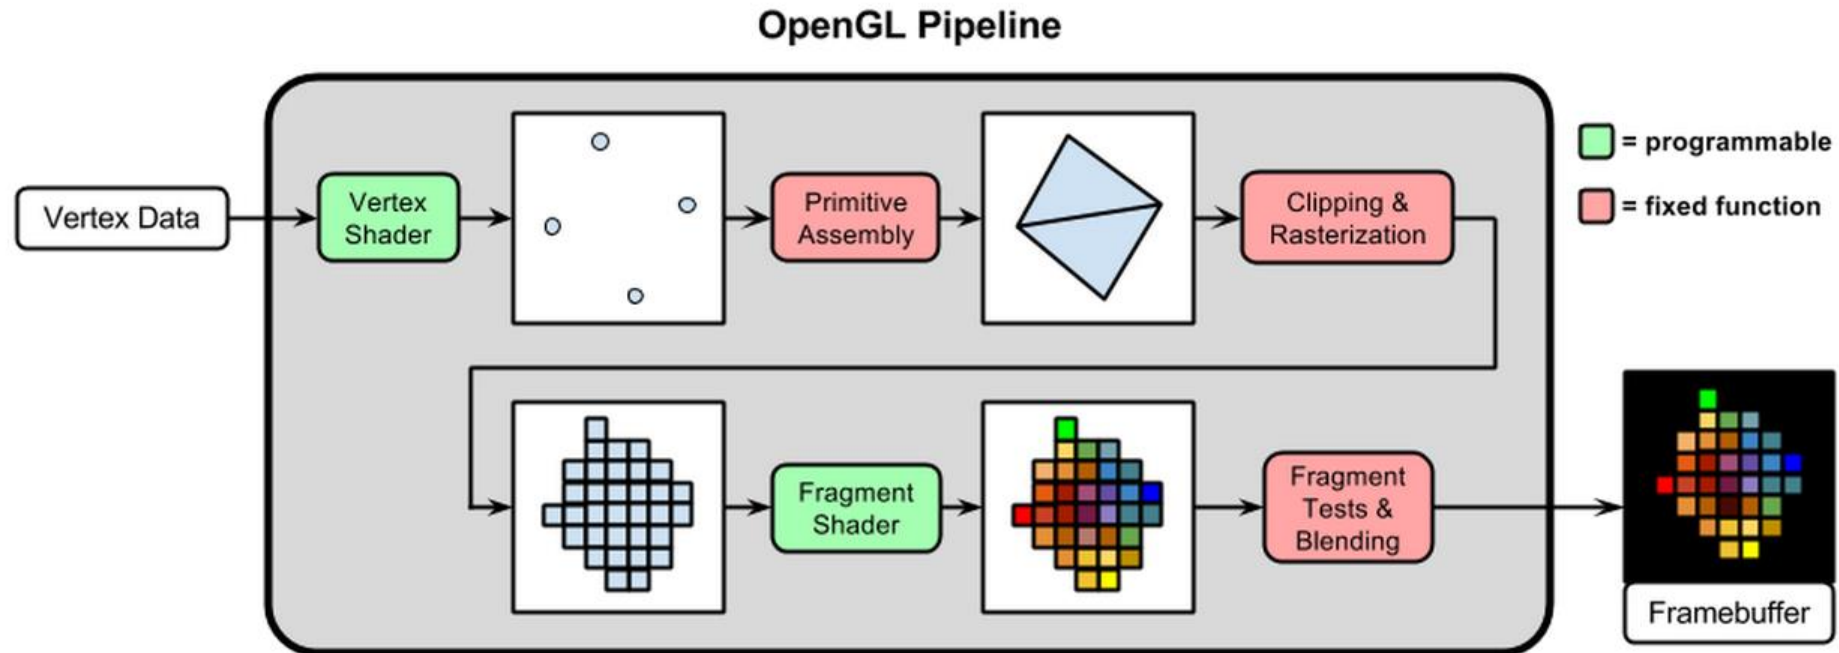 OpenGL Pipeline
Vertex Data
Vertex
Shader
Primitive
Assembly
Clipping &
Rasterization
= programmable
= fixed function
Fragment
Shader
Fragment
Tests &
Blending
Framebuffer